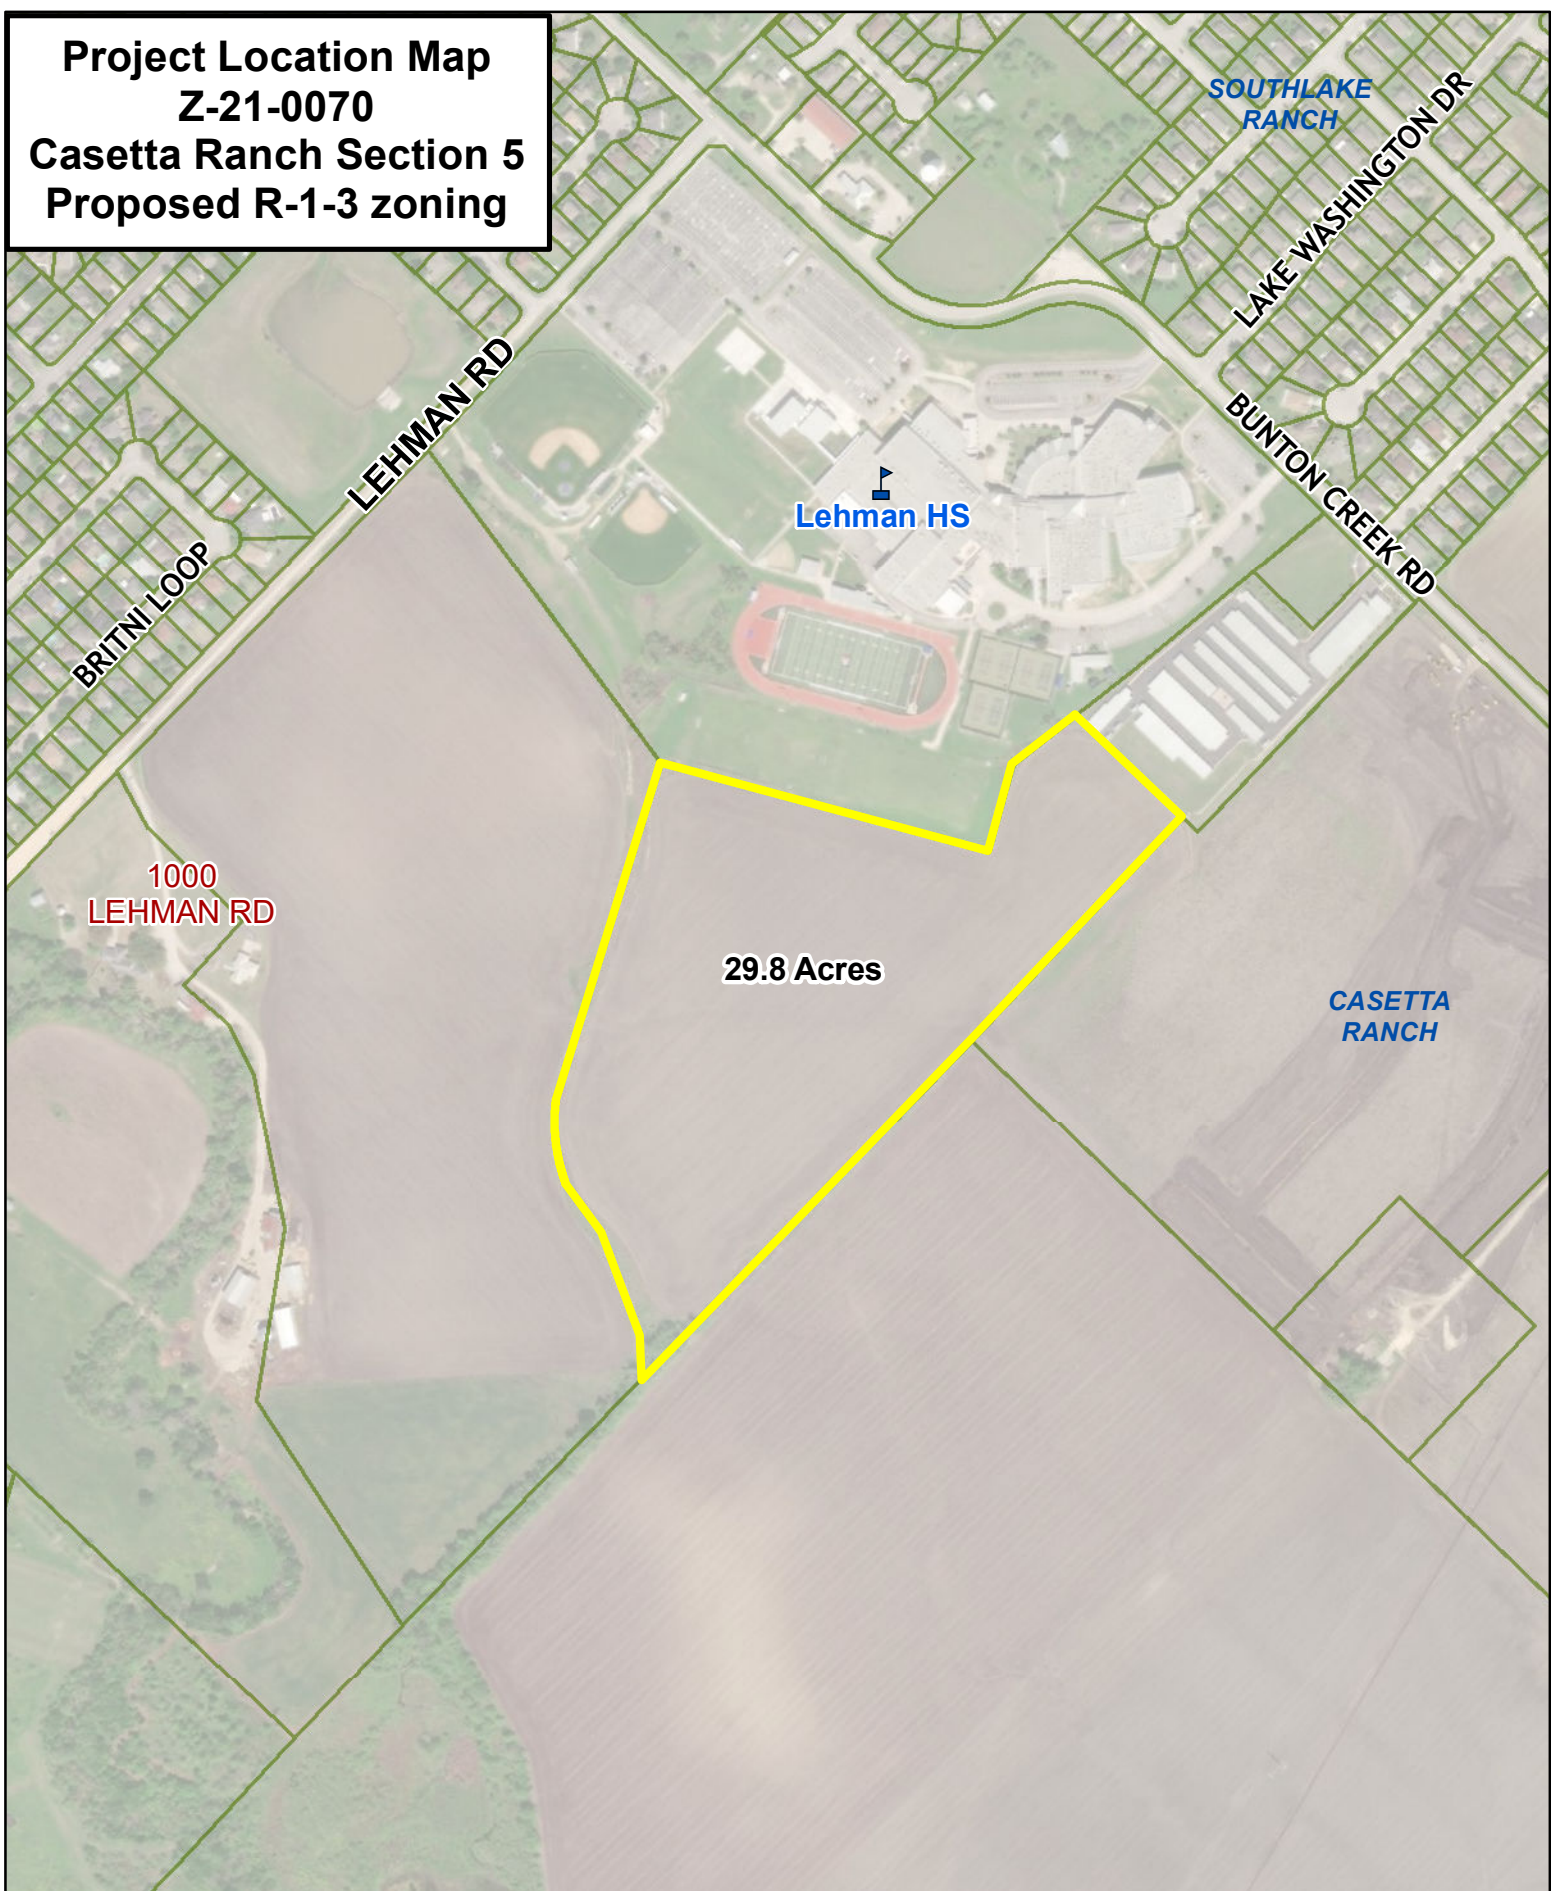 Project Location Map
Z-21-0070
Casetta Ranch Section 5
Proposed R-1-3 zoning
SOUTHLAKE
RANCH
LAKE WASHINGTON DR
LEHMAN RD
BUNTON CREEK RD
Lehman HS
BRITNI LOOP
1000
LEHMAN RD
29.8 Acres
CASETTA
RANCH